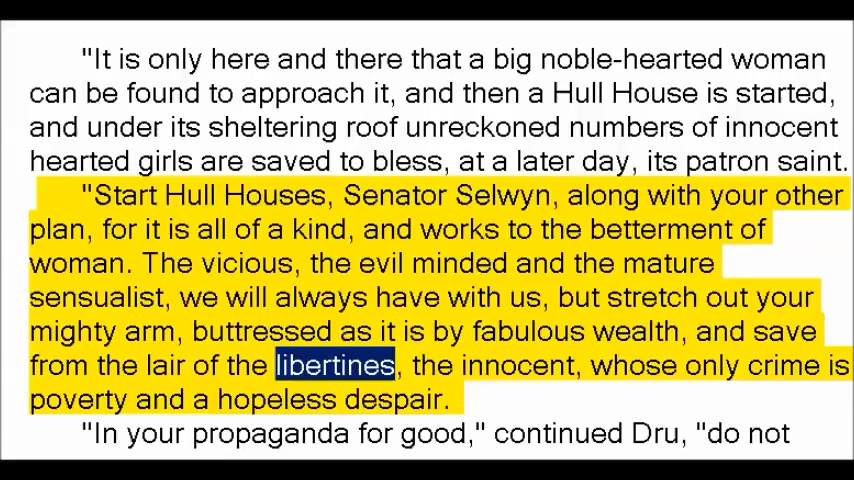 "It is only here and there that a big noble-hearted woman
can be found to approach it, and then a Hull House is started,
and under its sheltering roof unreckoned numbers of innocent
hearted girls are saved to bless, at a later day, its patron saint.
"Start Hull Houses, Senator Selwyn, along with your other
plan, for it is all of a kind, and works to the betterment of
woman. The vicious, the evil minded and the mature
sensualist, we will always have with us, but stretch out your
mighty arm, buttressed as it is by fabulous wealth, and save
from the lair of the libertines, the innocent, whose only crime is
poverty and a hopeless despair.
"In your propaganda for good," continued Dru, "do not